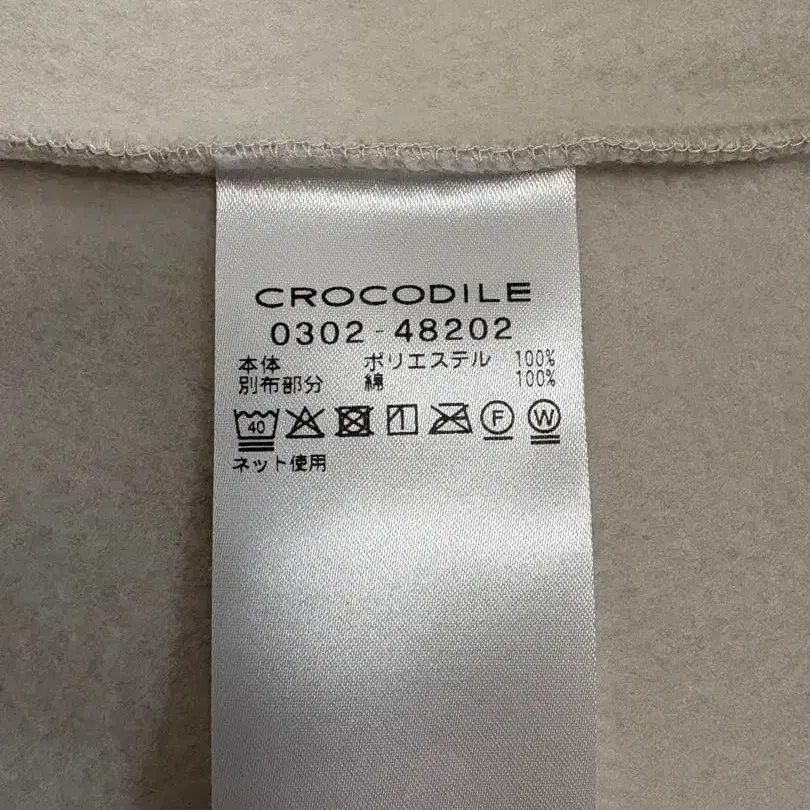 CROCODILE
0302-48202
本体 ポリエステル 100%
別布部分 綿 100%
40 F W
ネット使用